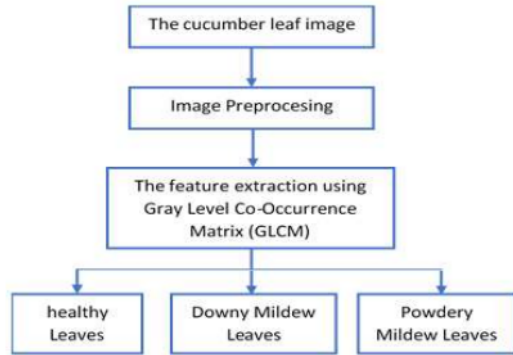 The cucumber leaf image
Image Preprocesing
The feature extraction using
Gray Level Co-Occurrence
Matrix (GLCM)
healthy
Leaves
Downy Mildew
Leaves
Powdery
Mildew Leaves